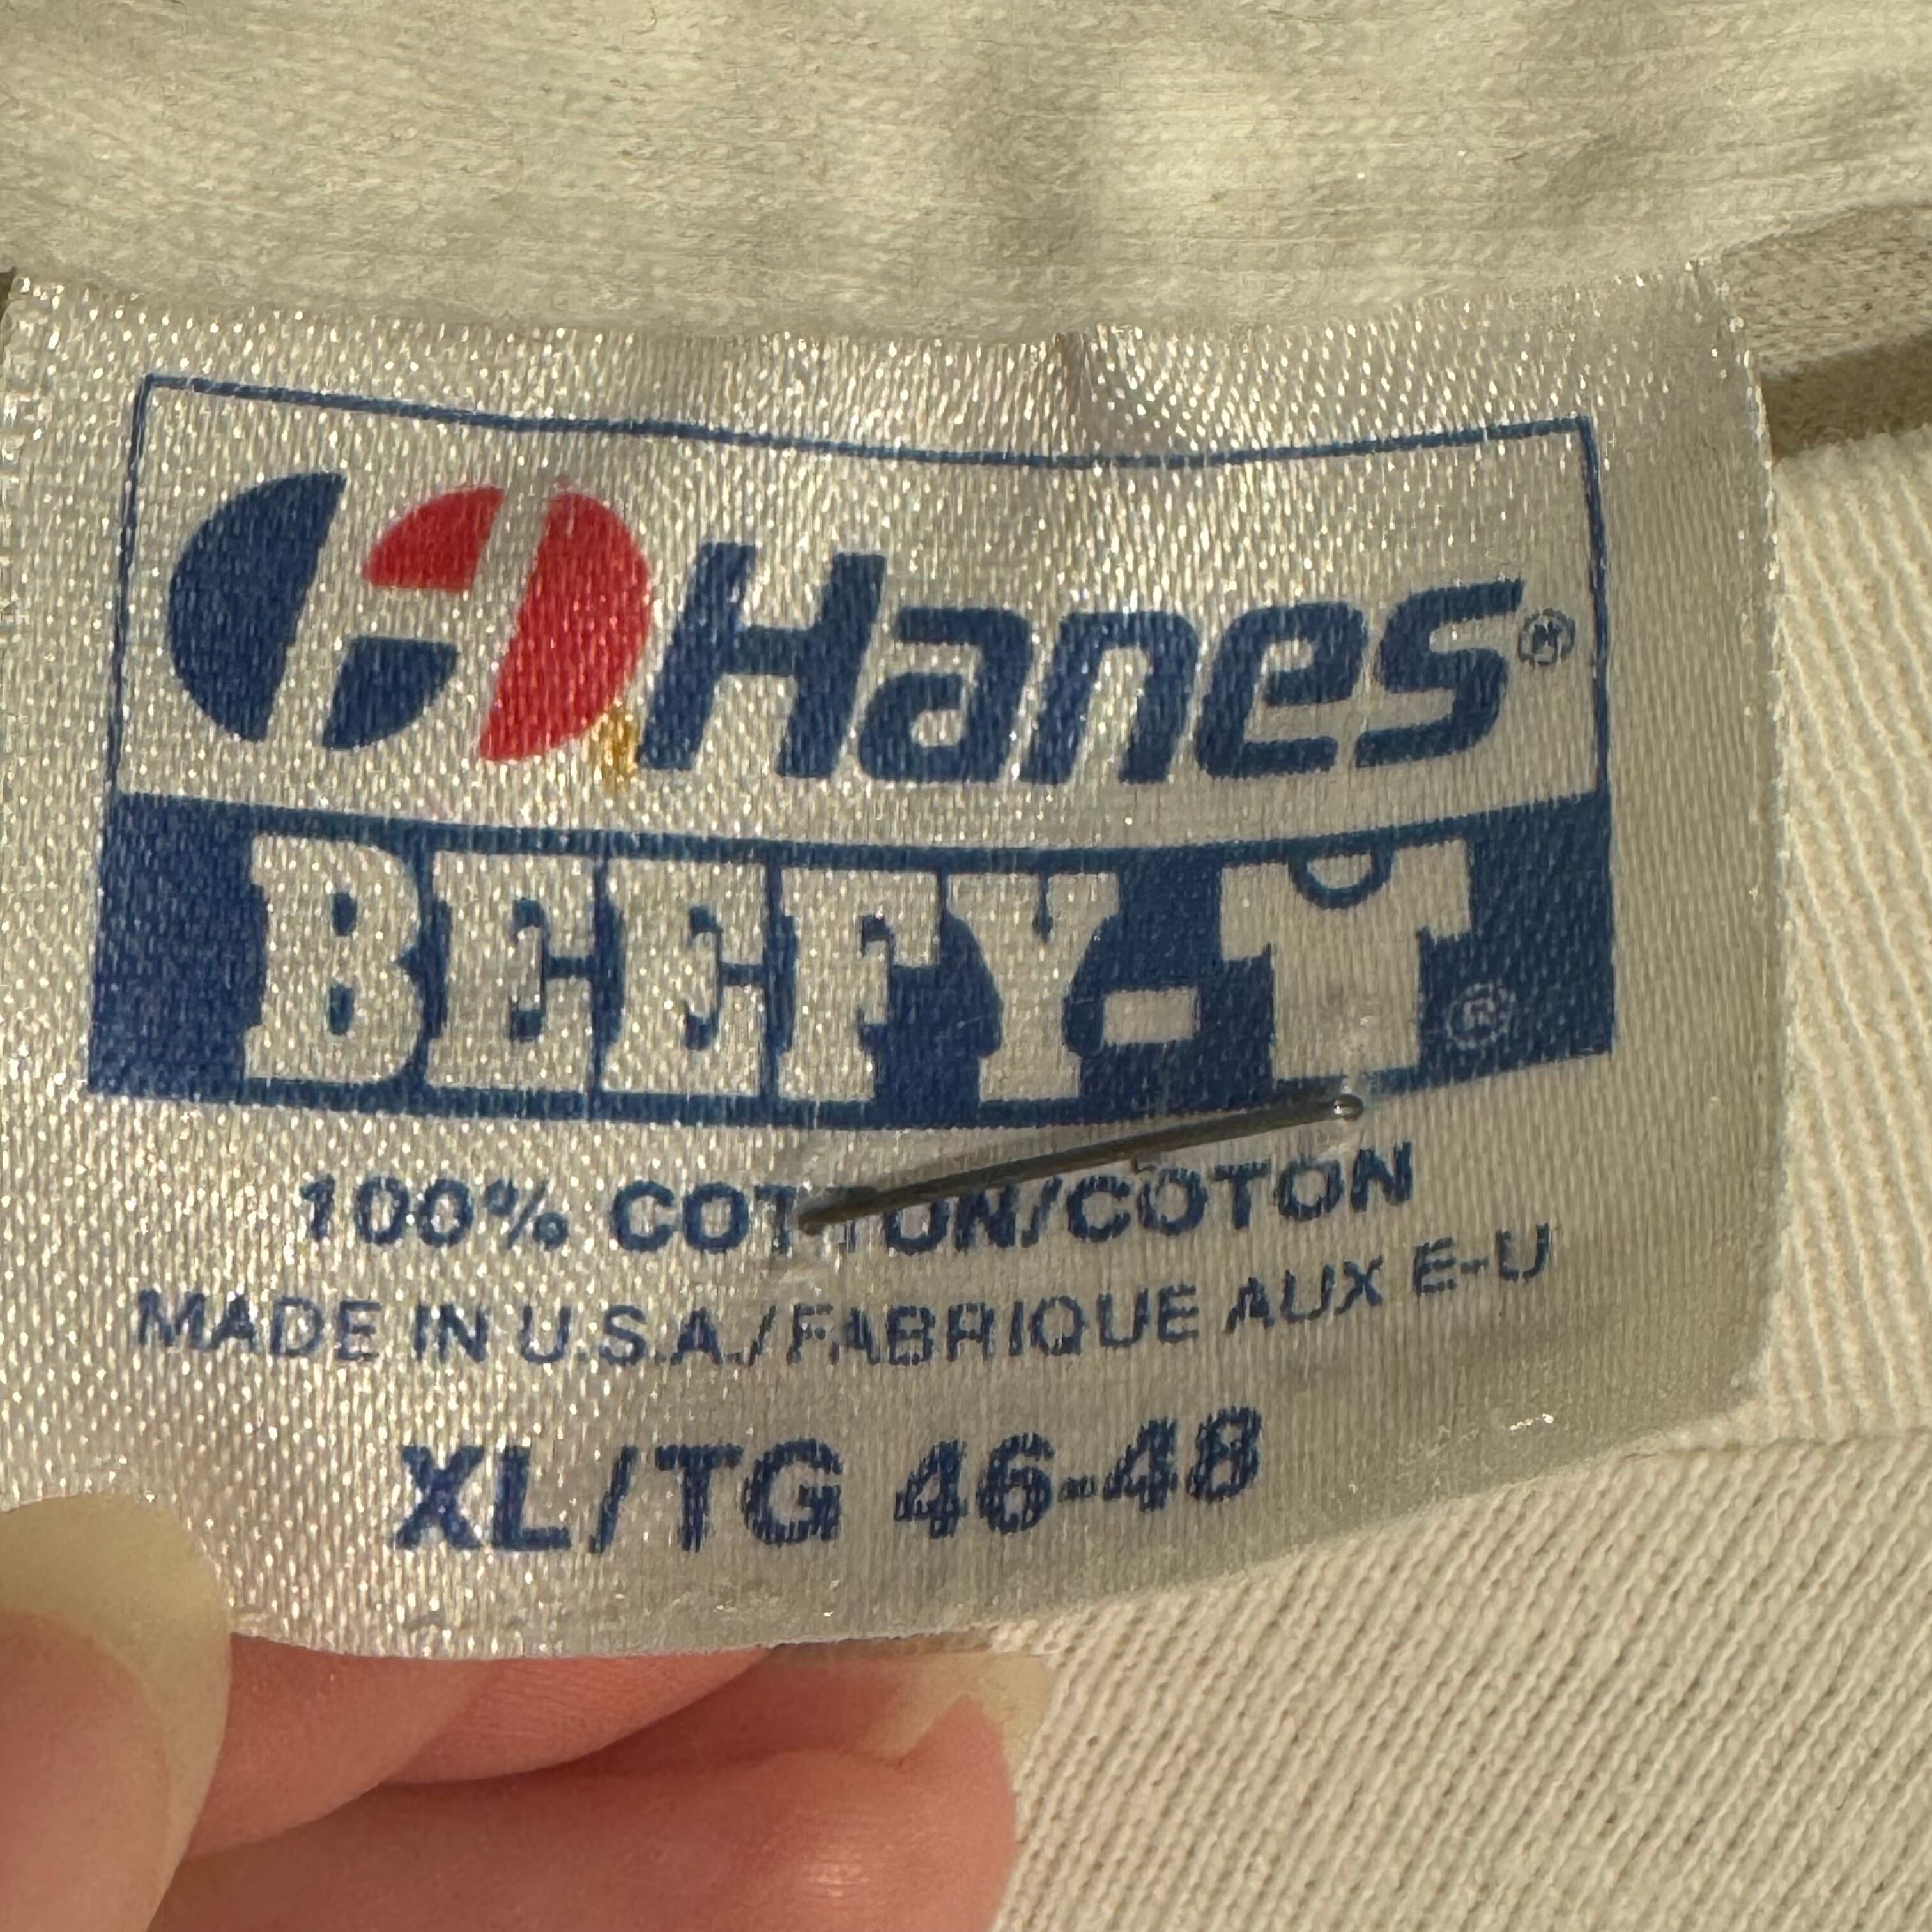 Hanes®
BEEFY-T®
100% COTTON/COTON
MADE IN U.S.A./FABRIQUE AUX E-U
XL/TG 46-48